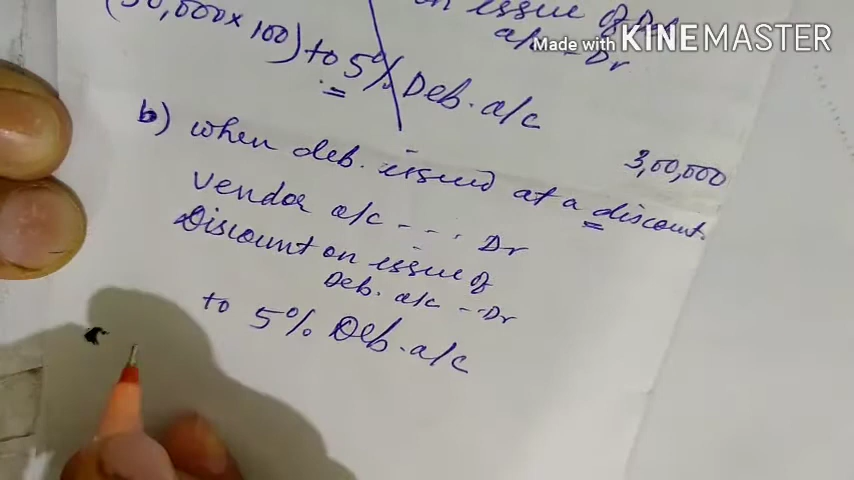 on issue of Deb
a/c - Dr
Made with KINEMASTER
(30,000 x 100) to 5% Deb. a/c
3,00,000
b) when deb. issued at a discount.
Vendor a/c - - - Dr
Discount on issue of
Deb. a/c -- Dr
to 5% Deb. a/c